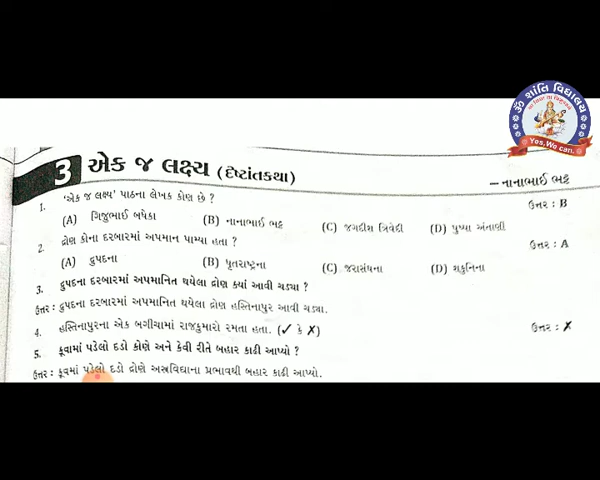 ૐ શાંતિ વિદ્યાલય
Yes, We can.
3 એક જ લક્ષ્ય (દૃષ્ટાંતકથા)
— નાનાભાઈ ભટ્ટ
1. 'એક જ લક્ષ્ય' પાઠના લેખક કોણ છે ?
ઉત્તર : B
(A) ગિજુભાઈ બધેકા (B) નાનાભાઈ ભટ્ટ (C) જગદીશ ત્રિવેદી (D) પુષ્પા અંતાણી
2. દ્રોણ કોના દરબારમાં અપમાન પામ્યા હતા ?
ઉત્તર : A
(A) દ્રુપદના (B) ધૃતરાષ્ટ્રના (C) જરાસંધના (D) શકુનિના
3. દ્રુપદના દરબારમાં અપમાનિત થયેલા દ્રોણ ક્યાં આવી ચડ્યા ?
ઉત્તર : દ્રુપદના દરબારમાં અપમાનિત થયેલા દ્રોણ હસ્તિનાપુર આવી ચડ્યા.
4. હસ્તિનાપુરના એક બગીચામાં રાજકુમારો રમતા હતા. (✓ કે ✗)
ઉત્તર : ✗
5. કૂવામાં પડેલો દડો કોણે અને કેવી રીતે બહાર કાઢી આપ્યો ?
ઉત્તર : કૂવમાં પડેલો દડો દ્રોણે અસ્ત્રવિદ્યાના પ્રભાવથી બહાર કાઢી આપ્યો.